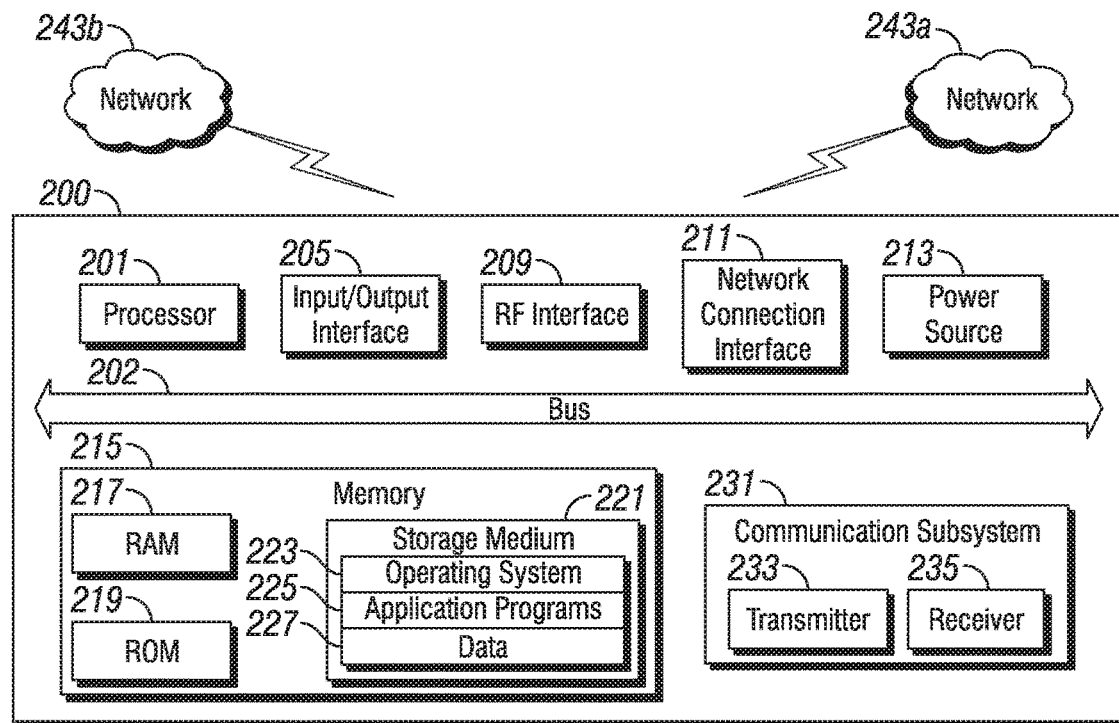 243b
243a
Network
Network
200
201
205
209
211
213
Processor
Input/Output
Interface
RF Interface
Network
Connection
Interface
Power
Source
202
Bus
215
Memory
217
RAM
219
ROM
221
Storage Medium
223
Operating System
225
Application Programs
227
Data
231
Communication Subsystem
233
Transmitter
235
Receiver